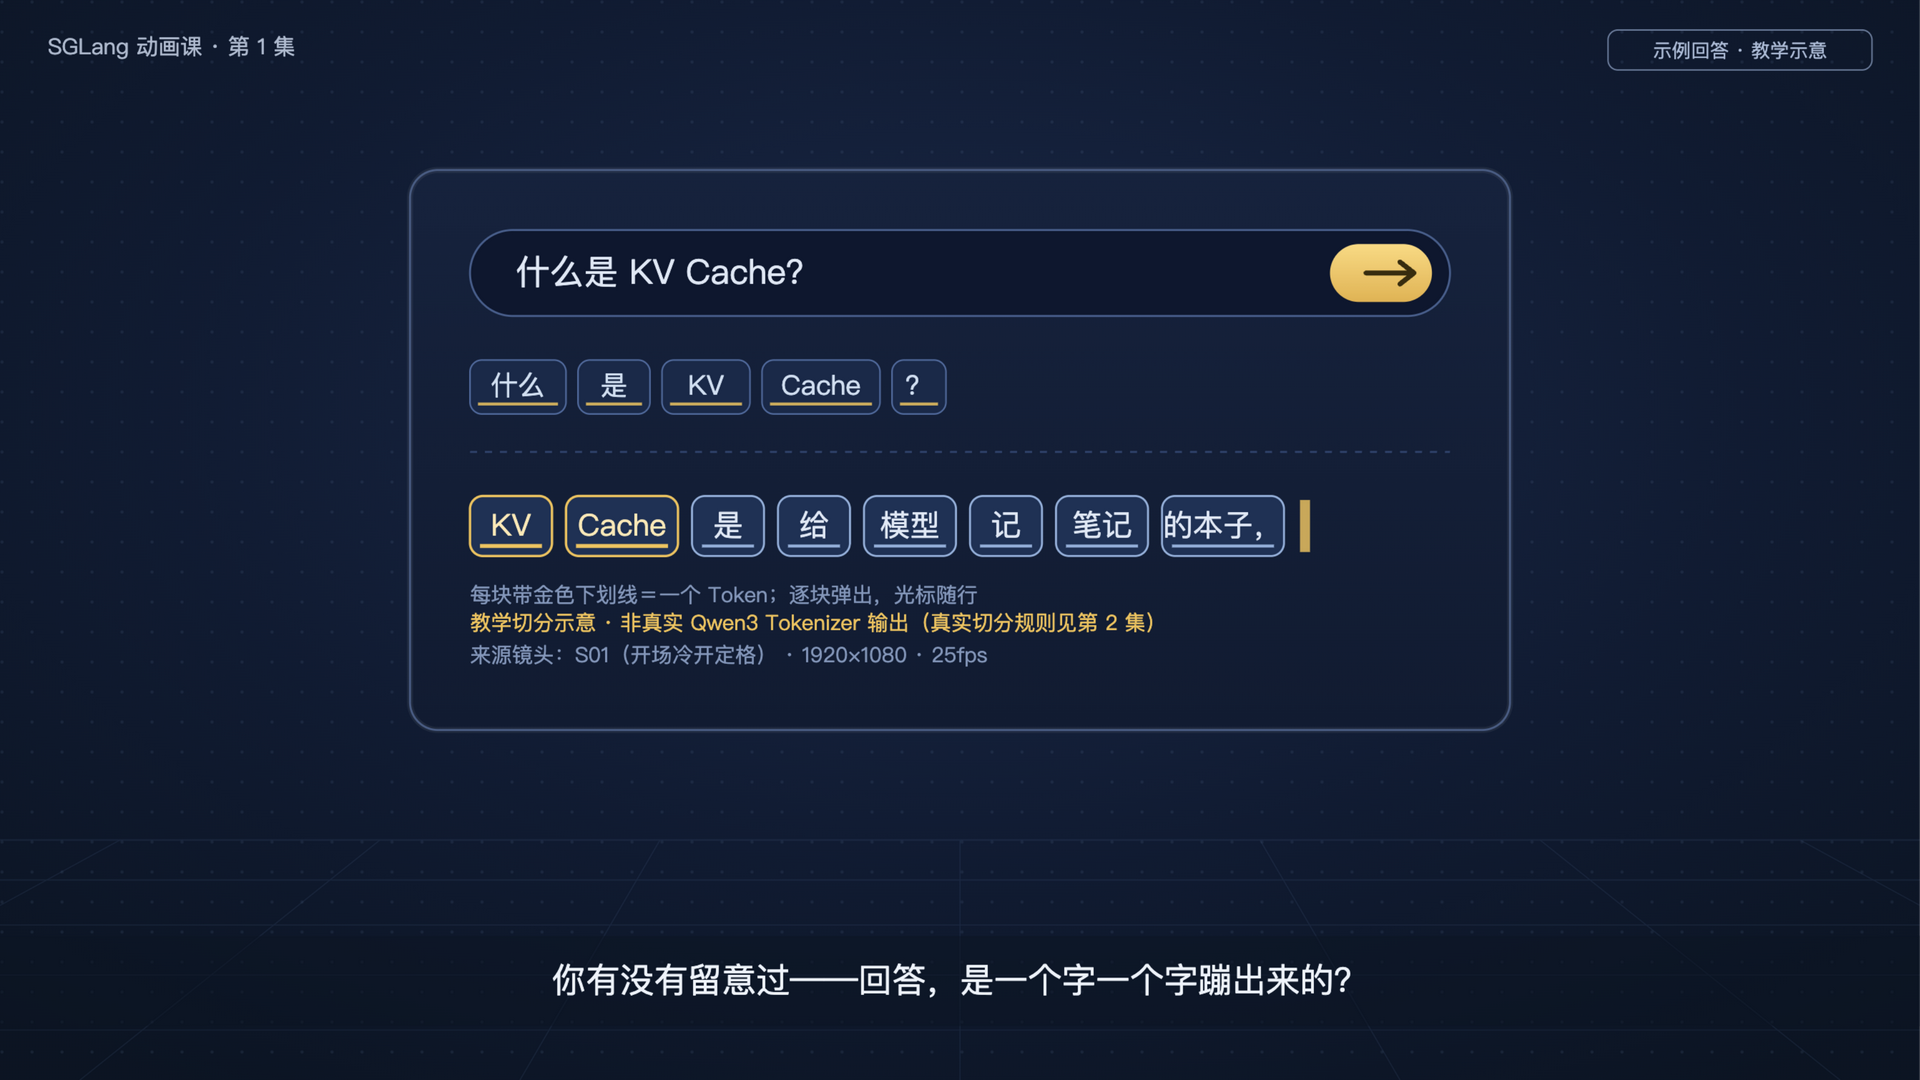 SGLang 动画课 · 第 1 集
示例回答 · 教学示意
什么是 KV Cache?
什么 是 KV Cache ?
KV Cache 是 给 模型 记 笔记 的本子，
每块带金色下划线＝一个 Token；逐块弹出，光标随行
教学切分示意 · 非真实 Qwen3 Tokenizer 输出（真实切分规则见第 2 集）
来源镜头：S01（开场冷开定格） · 1920×1080 · 25fps
你有没有留意过——回答，是一个字一个字蹦出来的?